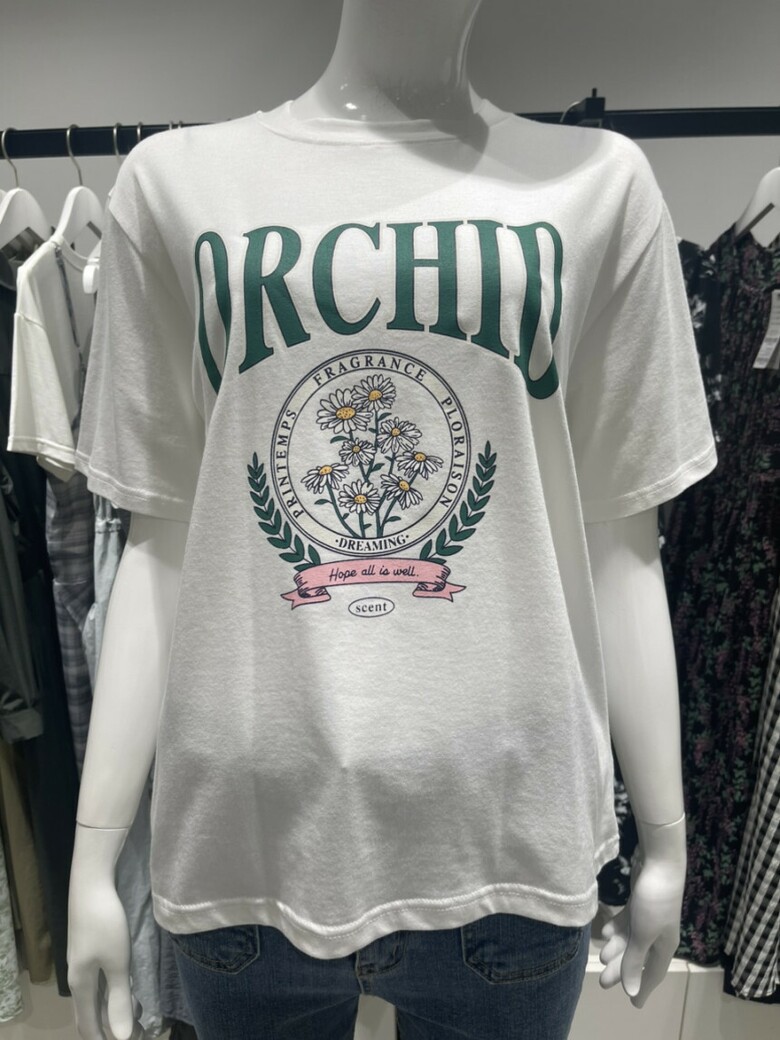 ORCHID
PRINTEMPS FRAGRANCE PLORAISON
·DREAMING·
Hope all is well.
scent